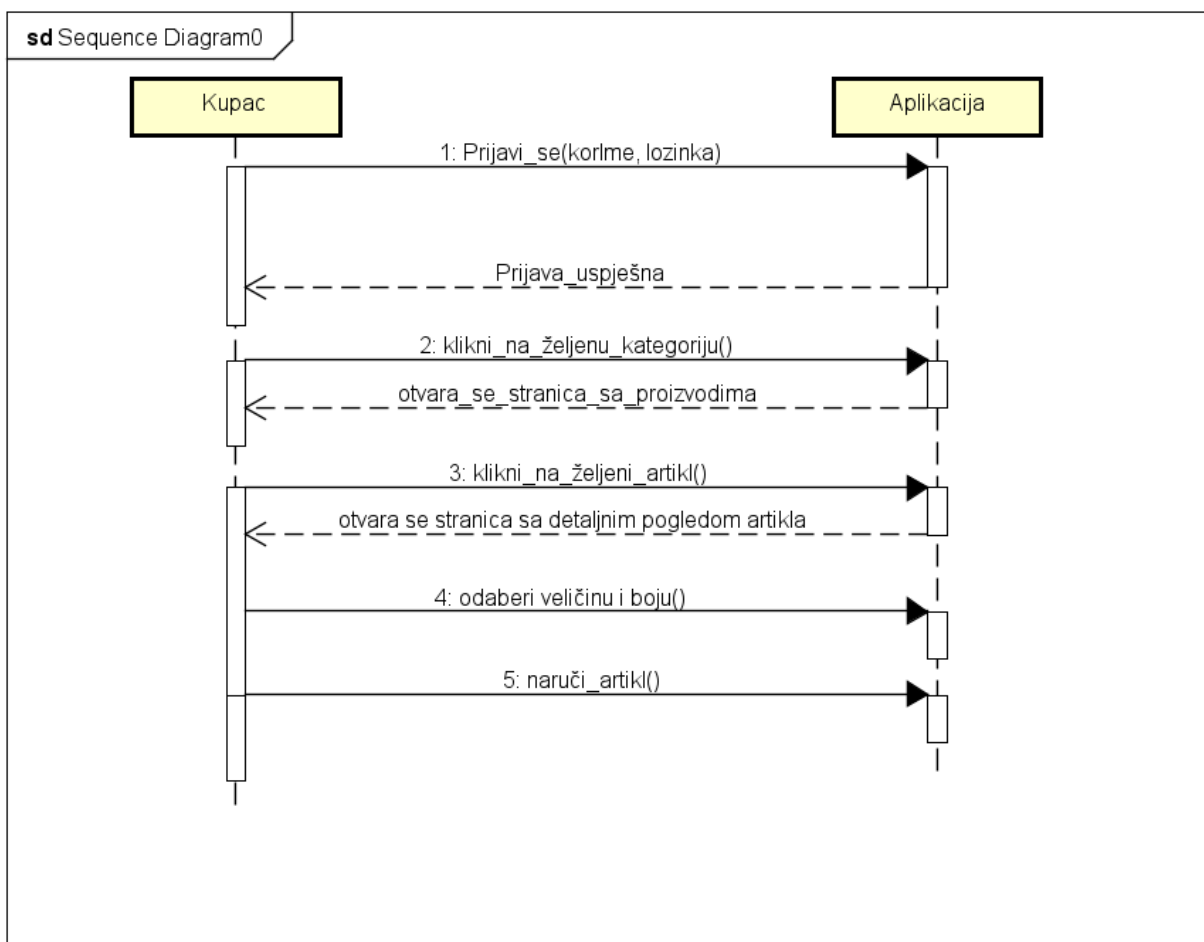 sd Sequence Diagram0
Kupac
Aplikacija
1: Prijavi_se(korIme, lozinka)
Prijava_uspješna
2: klikni_na_željenu_kategoriju()
otvara_se_stranica_sa_proizvodima
3: klikni_na_željeni_artikl()
otvara se stranica sa detaljnim pogledom artikla
4: odaberi veličinu i boju()
5: naruči_artikl()